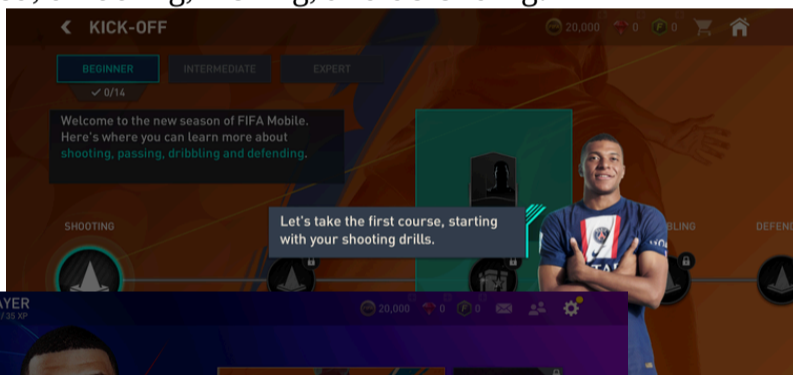 KICK-OFF
20,000
0
0
BEGINNER
INTERMEDIATE
EXPERT
0/14
Welcome to the new season of FIFA Mobile.
Here's where you can learn more about
shooting, passing, dribbling and defending.
Let's take the first course, starting
with your shooting drills.
SHOOTING
BLING
DEFEN
AYER
/35 XP
20,000
0
0